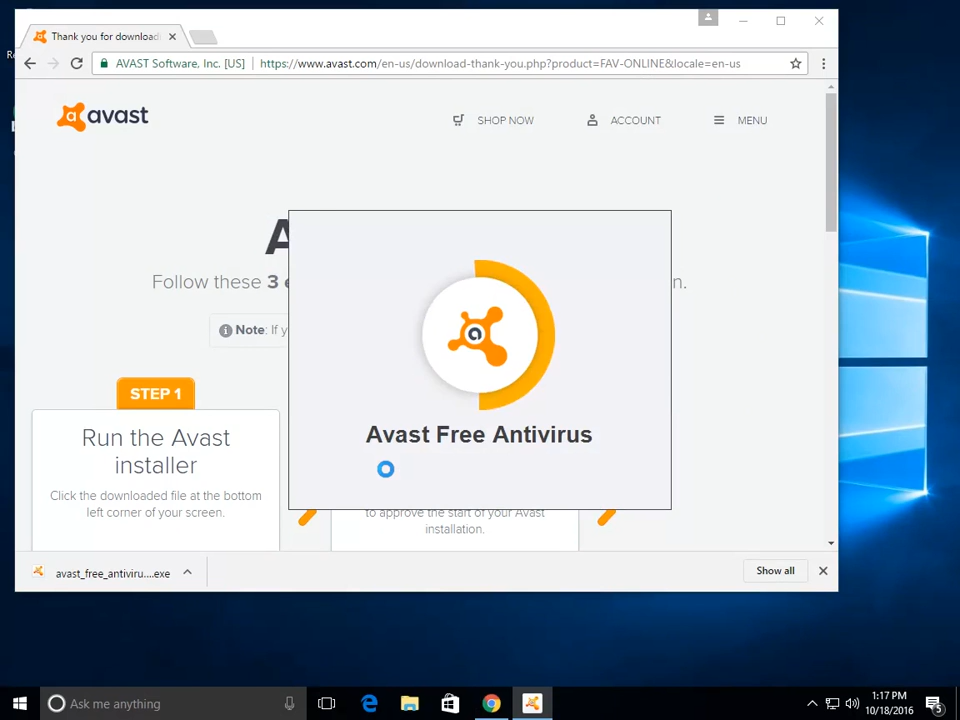 Thank you for downloadi
AVAST Software, Inc. [US] https://www.avast.com/en-us/download-thank-you.php?product=FAV-ONLINE&locale=en-us
avast
SHOP NOW
ACCOUNT
MENU
Follow these 3
n.
Note: If y
STEP 1
Run the Avast
installer
Click the downloaded file at the bottom
left corner of your screen.
Avast Free Antivirus
to approve the start of your Avast
installation.
avast_free_antiviru....exe
Show all
Ask me anything
1:17 PM
10/18/2016
5